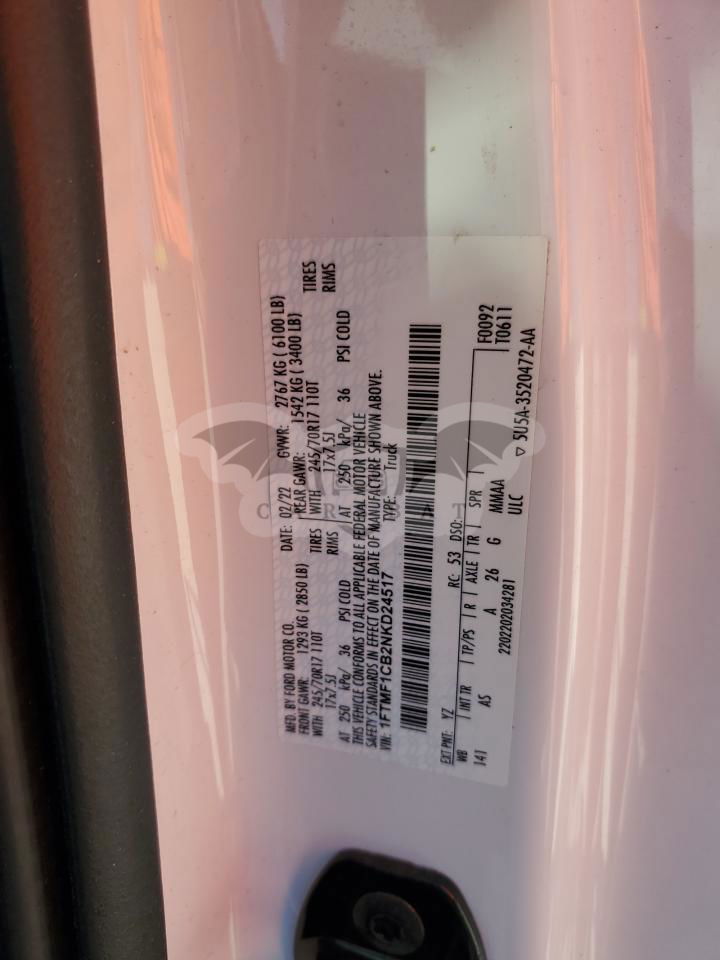 MFD. BY FORD MOTOR CO. DATE: 02/22 GVWR: 2767 KG ( 6100 LB)
FRONT GAWR: 1293 KG ( 2850 LB) REAR GAWR: 1542 KG ( 3400 LB)
WITH 245/70R17 110T TIRES WITH 245/70R17 110T TIRES
17x7.5J RIMS 17x7.5J RIMS
AT 250 kPa/ 36 PSI COLD AT 250 kPa/ 36 PSI COLD
THIS VEHICLE CONFORMS TO ALL APPLICABLE FEDERAL MOTOR VEHICLE
SAFETY STANDARDS IN EFFECT ON THE DATE OF MANUFACTURE SHOWN ABOVE.
VIN: 1FTMF1CB2NKD24517 TYPE: Truck
EXT PNT: YZ RC: 53 DSO: F0092
WB INT TR TP/PS R AXLE TR SPR T0611
141 AS A 26 G MMAA
2202202034281 ULC
▽ 5U5A-3520472-AA